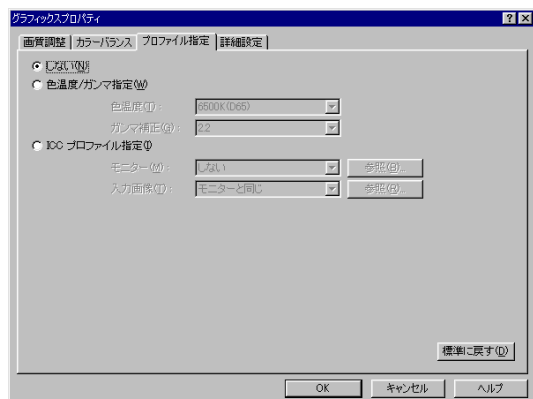 グラフィックスプロパティ
画質調整 カラーバランス プロファイル指定 詳細設定
しない(N)
色温度/ガンマ指定(W)
色温度(T): 6500K(D65)
ガンマ補正(G): 2.2
ICC プロファイル指定(I)
モニター(M): しない 参照(B)...
入力画像(T): モニターと同じ 参照(R)...
標準に戻す(D)
OK キャンセル ヘルプ